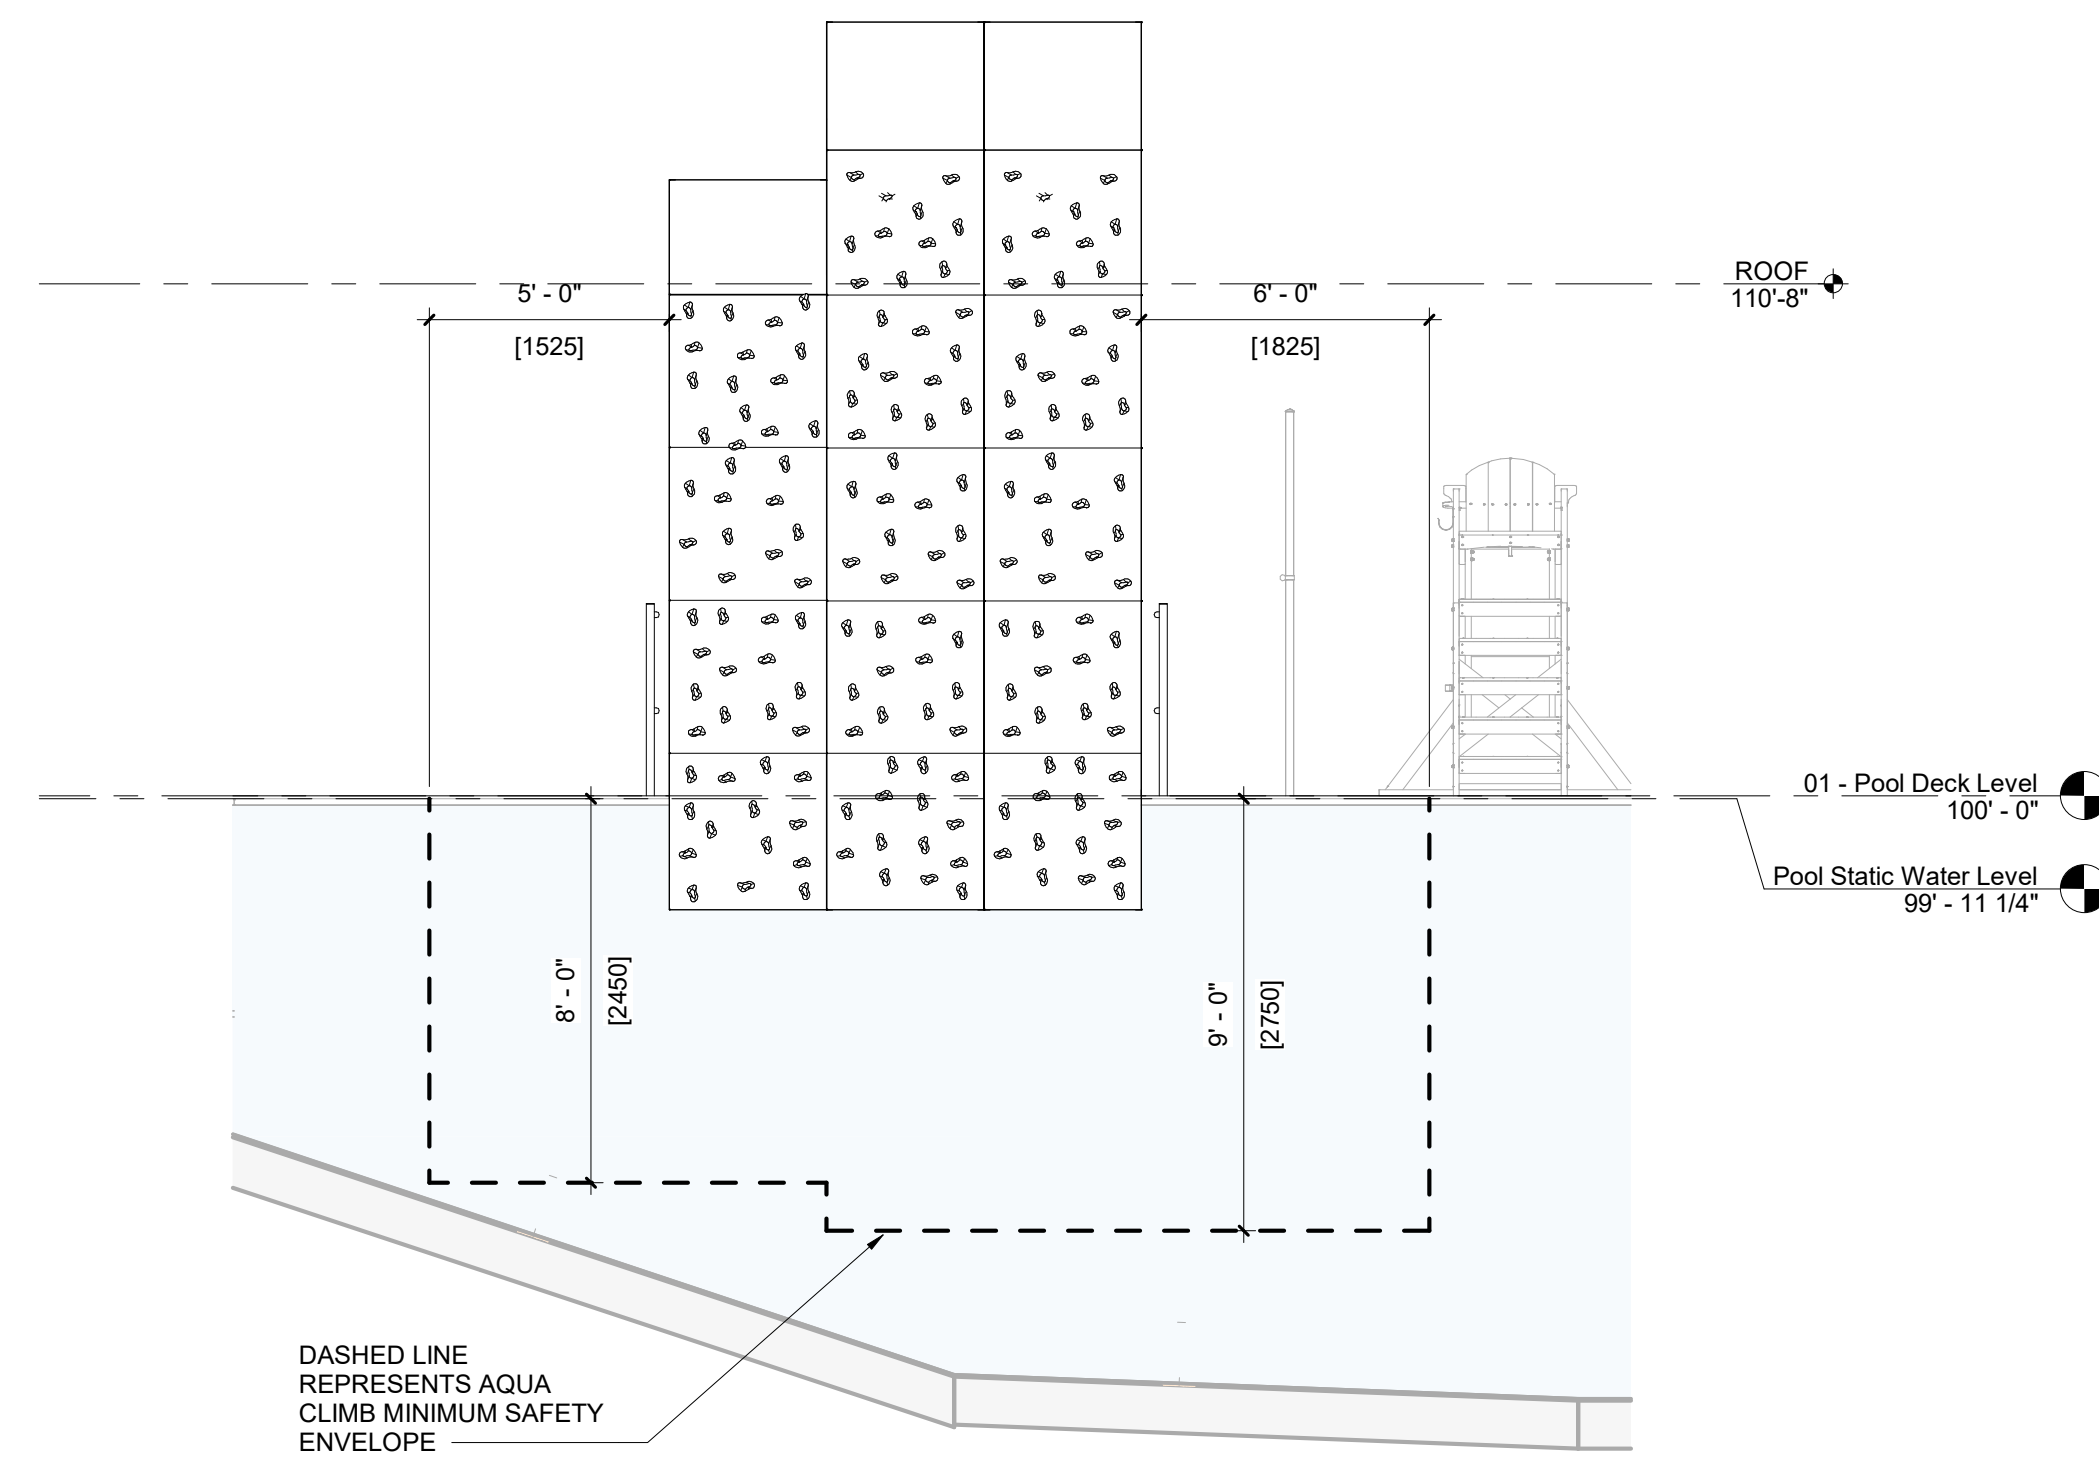 ROOF
110'-8"
5' - 0"
[1525]
6' - 0"
[1825]
01 - Pool Deck Level
100' - 0"
Pool Static Water Level
99' - 11 1/4"
8' - 0"
[2450]
9' - 0"
[2750]
DASHED LINE
REPRESENTS AQUA
CLIMB MINIMUM SAFETY
ENVELOPE